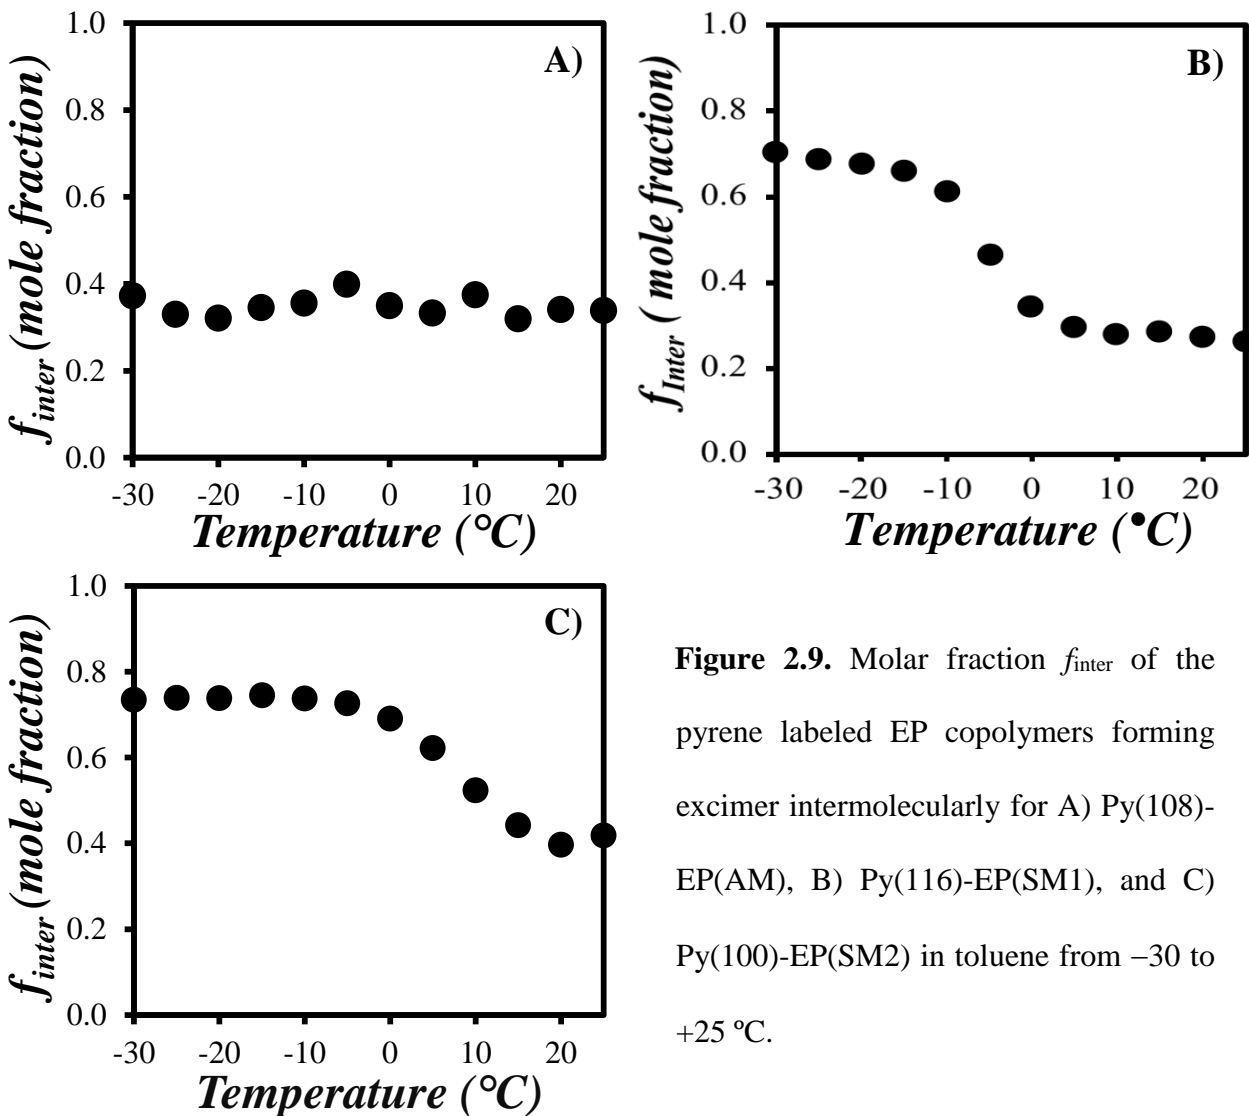 A)
f_inter (mole fraction)
1.0
0.8
0.6
0.4
0.2
0.0
-30 -20 -10 0 10 20
Temperature (°C)
B)
f_Inter ( mole fraction)
1.0
0.8
0.6
0.4
0.2
0.0
-30 -20 -10 0 10 20
Temperature (•C)
C)
f_inter (mole fraction)
1.0
0.8
0.6
0.4
0.2
0.0
-30 -20 -10 0 10 20
Temperature (°C)
Figure 2.9. Molar fraction f_inter of the
pyrene labeled EP copolymers forming
excimer intermolecularly for A) Py(108)-
EP(AM), B) Py(116)-EP(SM1), and C)
Py(100)-EP(SM2) in toluene from −30 to
+25 ºC.